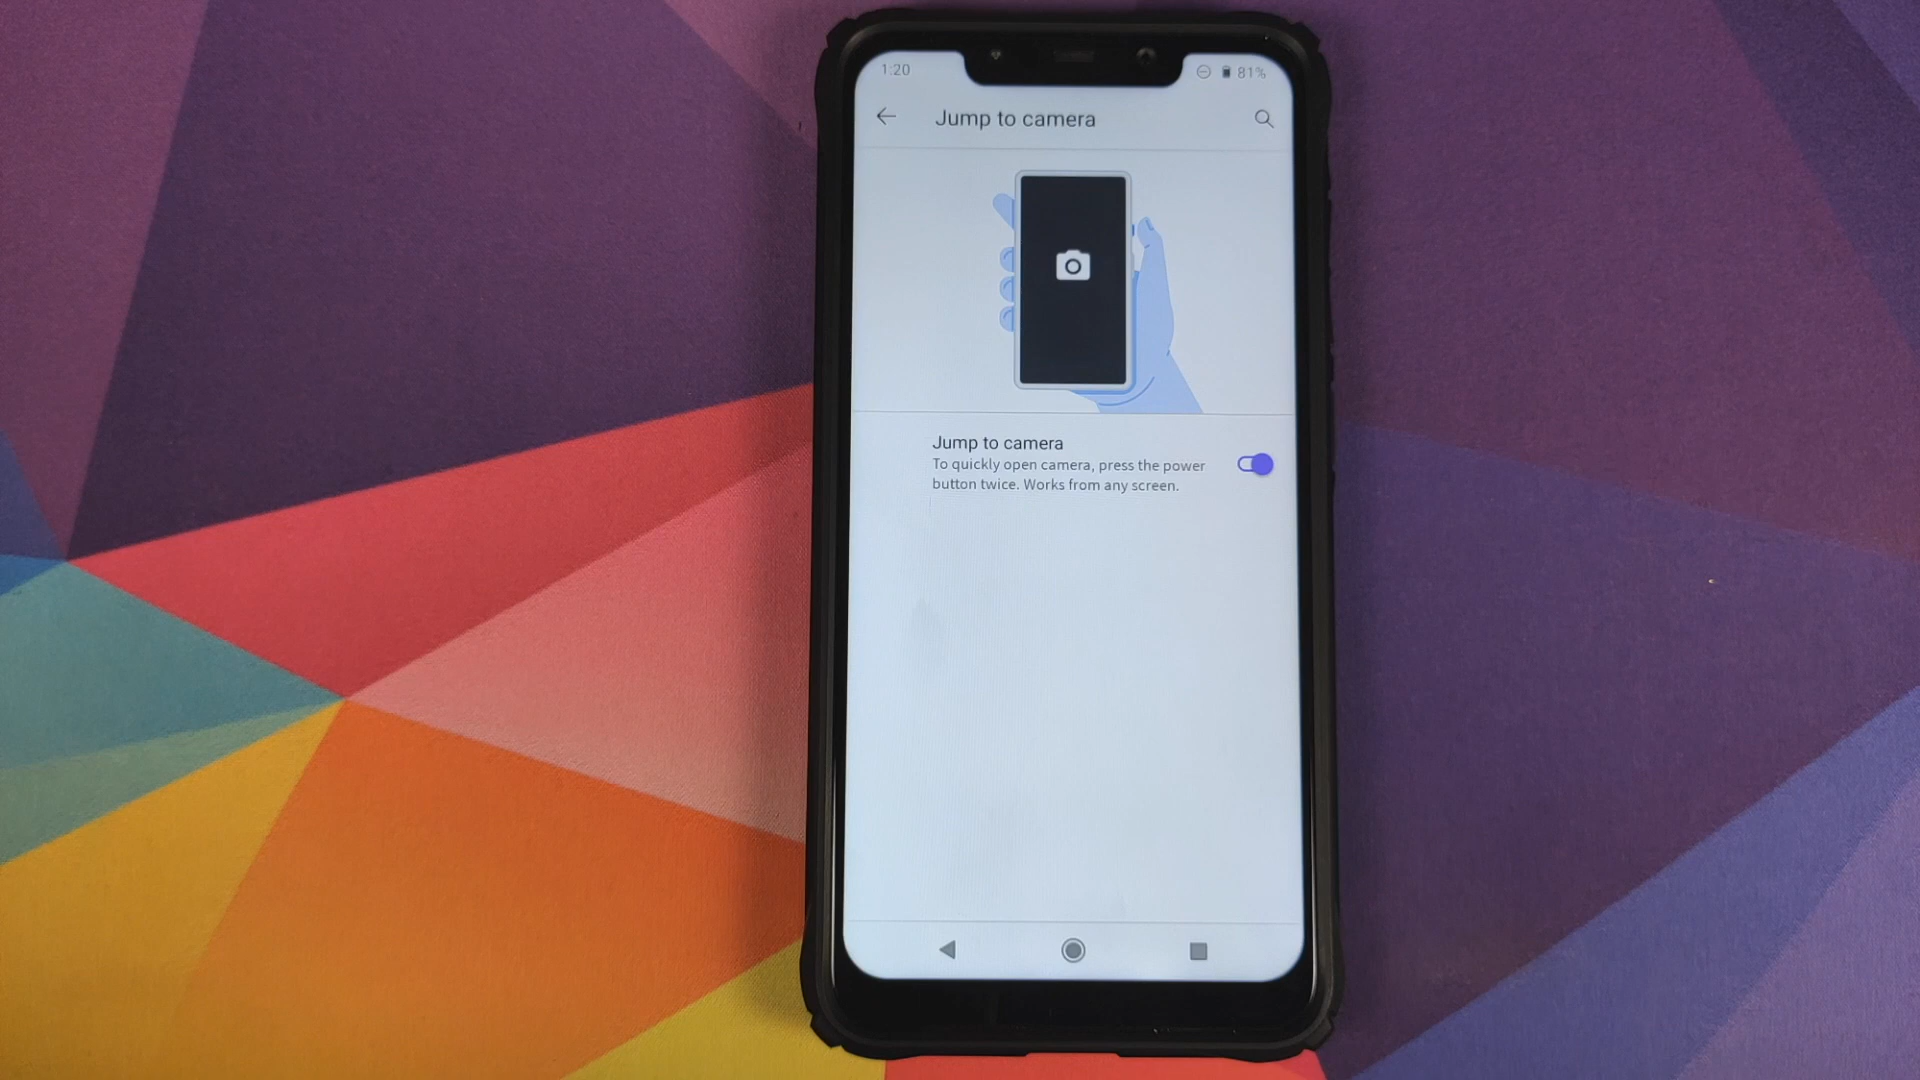 1:20
81%
Jump to camera
Jump to camera
To quickly open camera, press the power
button twice. Works from any screen.